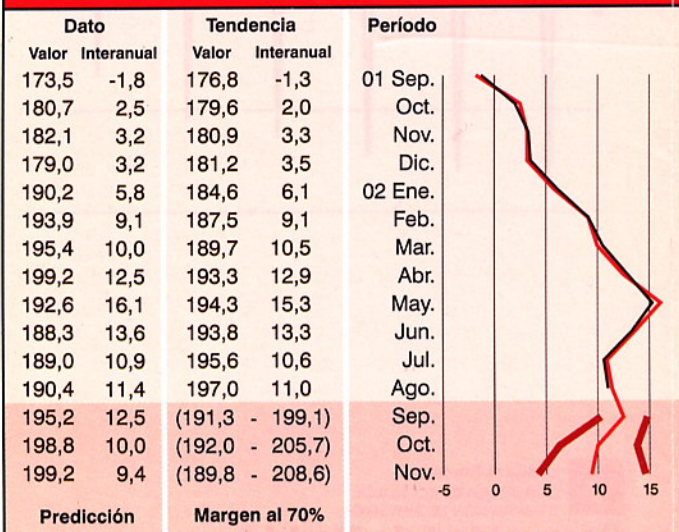 Dato Tendencia Período
Valor Interanual Valor Interanual
173,5 -1,8 176,8 -1,3 01 Sep.
180,7 2,5 179,6 2,0 Oct.
182,1 3,2 180,9 3,3 Nov.
179,0 3,2 181,2 3,5 Dic.
190,2 5,8 184,6 6,1 02 Ene.
193,9 9,1 187,5 9,1 Feb.
195,4 10,0 189,7 10,5 Mar.
199,2 12,5 193,3 12,9 Abr.
192,6 16,1 194,3 15,3 May.
188,3 13,6 193,8 13,3 Jun.
189,0 10,9 195,6 10,6 Jul.
190,4 11,4 197,0 11,0 Ago.
195,2 12,5 (191,3 - 199,1) Sep.
198,8 10,0 (192,0 - 205,7) Oct.
199,2 9,4 (189,8 - 208,6) Nov.
-5 0 5 10 15
Predicción Margen al 70%